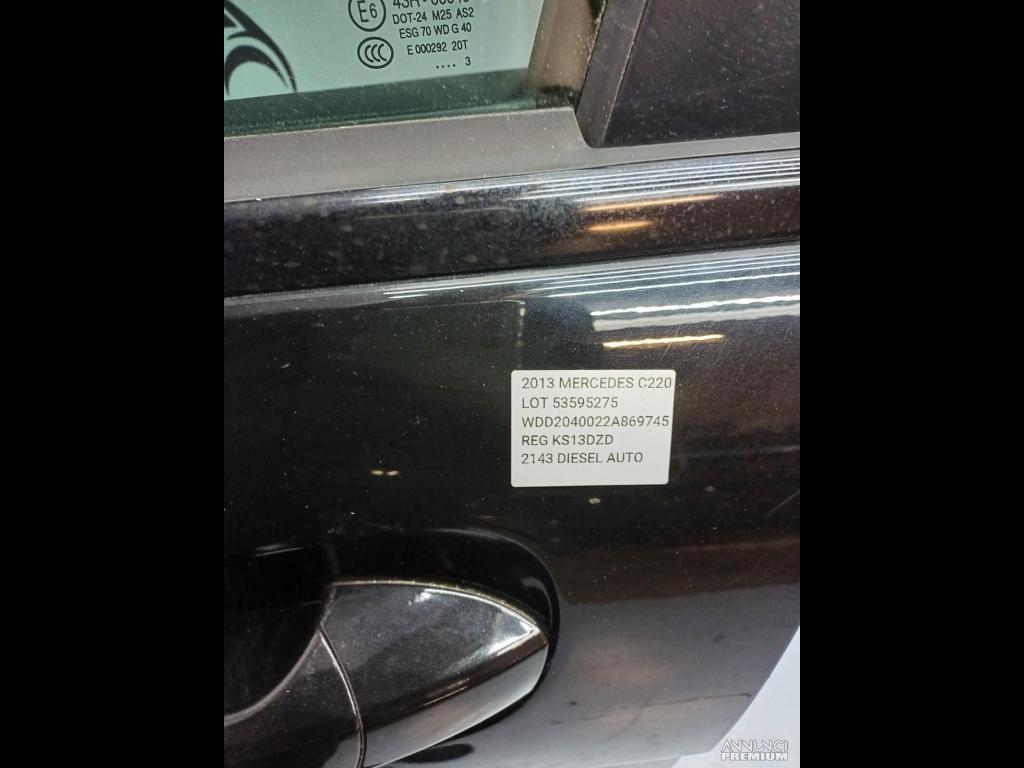 E6
DOT-24 M25 AS2
ESG 70 WD G 40
CCC
E 000292 20T
.... 3
2013 MERCEDES C220
LOT 53595275
WDD2040022A869745
REG KS13DZD
2143 DIESEL AUTO
ANNUNCI
PREMIUM